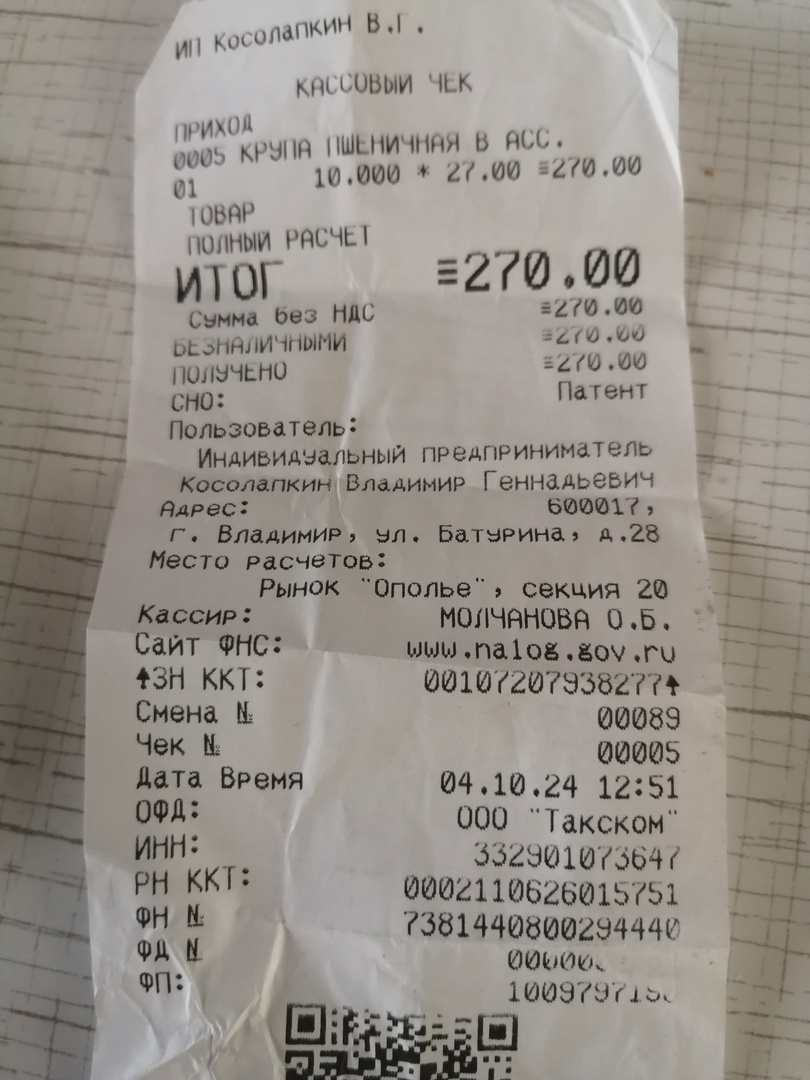 ИП Косолапкин В.Г.
КАССОВЫЙ ЧЕК
ПРИХОД
0005 КРУПА ПШЕНИЧНАЯ В АСС.
01 10.000 * 27.00 ≡270.00
ТОВАР
ПОЛНЫЙ РАСЧЕТ
ИТОГ ≡270.00
Сумма без НДС ≡270.00
БЕЗНАЛИЧНЫМИ ≡270.00
ПОЛУЧЕНО ≡270.00
СНО: Патент
Пользователь:
Индивидуальный предприниматель
Косолапкин Владимир Геннадьевич
Адрес: 600017,
г. Владимир, ул. Батурина, д.28
Место расчетов:
Рынок "Ополье", секция 20
Кассир: МОЛЧАНОВА О.Б.
Сайт ФНС: www.nalog.gov.ru
↑ЗН ККТ: 00107207938277↑
Смена № 00089
Чек № 00005
Дата Время 04.10.24 12:51
ОФД: ООО "Такском"
ИНН: 332901073647
РН ККТ: 0002110626015751
ФН № 7381440800294440
ФД №
ФП: